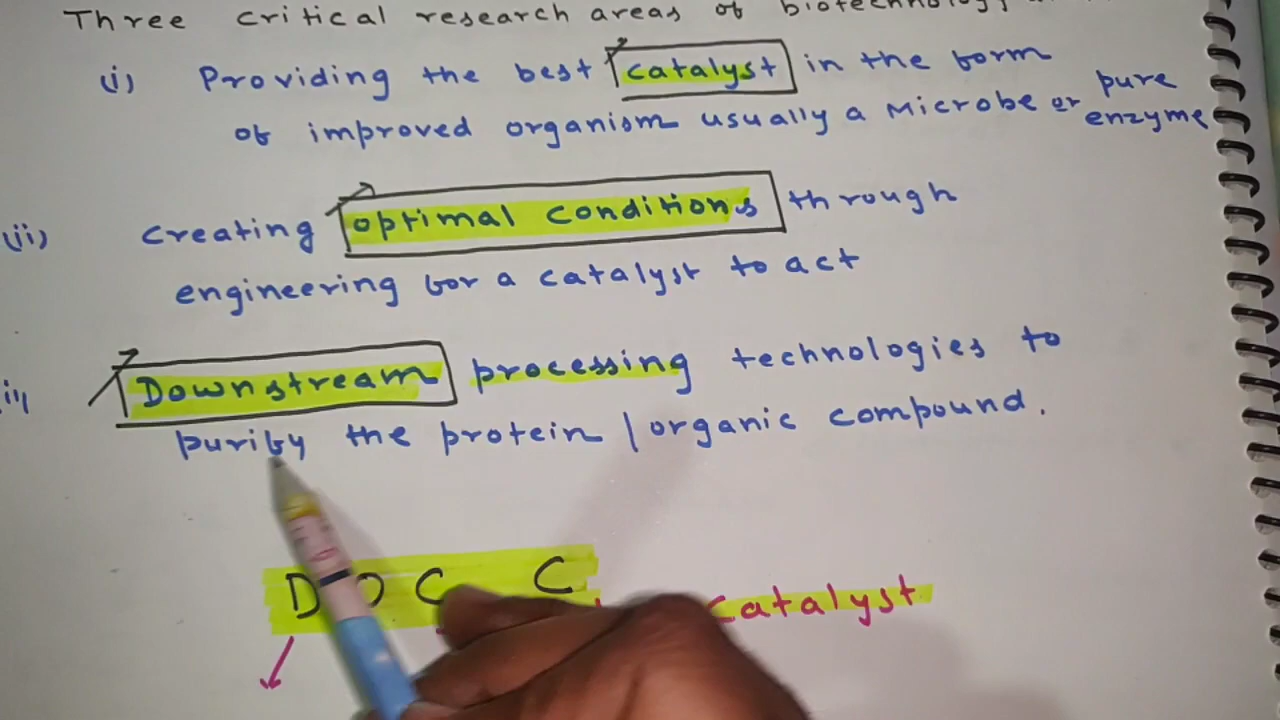 Three critical research areas of biotechnology
(i) Providing the best catalyst in the form
of improved organism usually a Microbe or pure enzyme
(ii) Creating optimal conditions through
engineering for a catalyst to act
Downstream processing technologies to
purify the protein / organic compound.
D O C C Catalyst